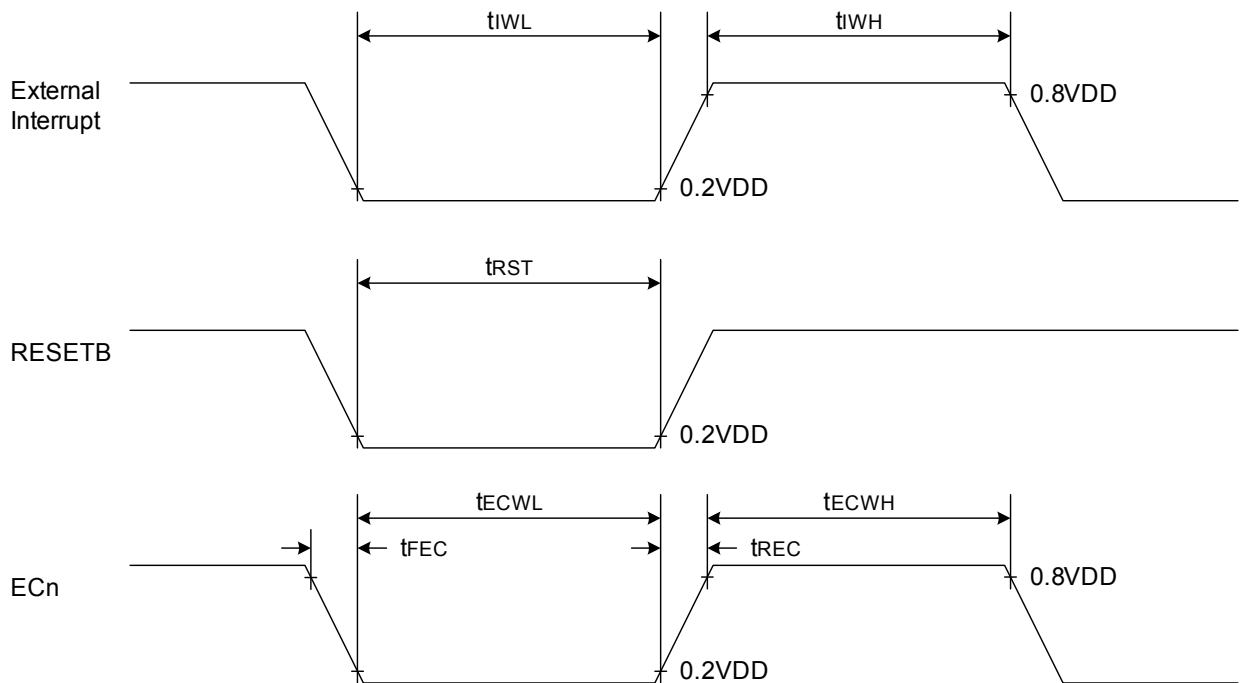 tIWL
tIWH
External
Interrupt
0.8VDD
0.2VDD
tRST
RESETB
0.2VDD
tECWL
tECWH
tFEC
tREC
ECn
0.8VDD
0.2VDD